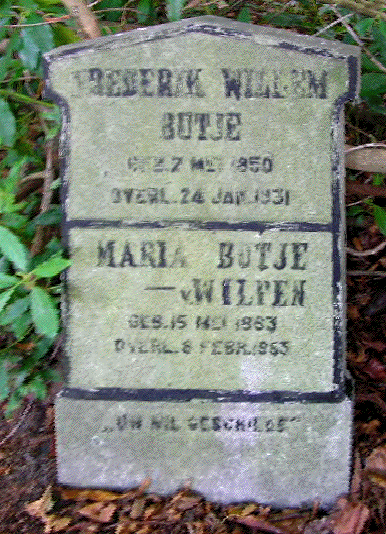 FREDERIK WILLEM
BUTJE
GEB. 7 MEI 1850
OVERL. 24 JAN. 1931
MARIA BUTJE
—v. WILPEN
GEB. 15 MEI 1863
OVERL. 6 FEBR. 1953
„UW WIL GESCHIEDE"